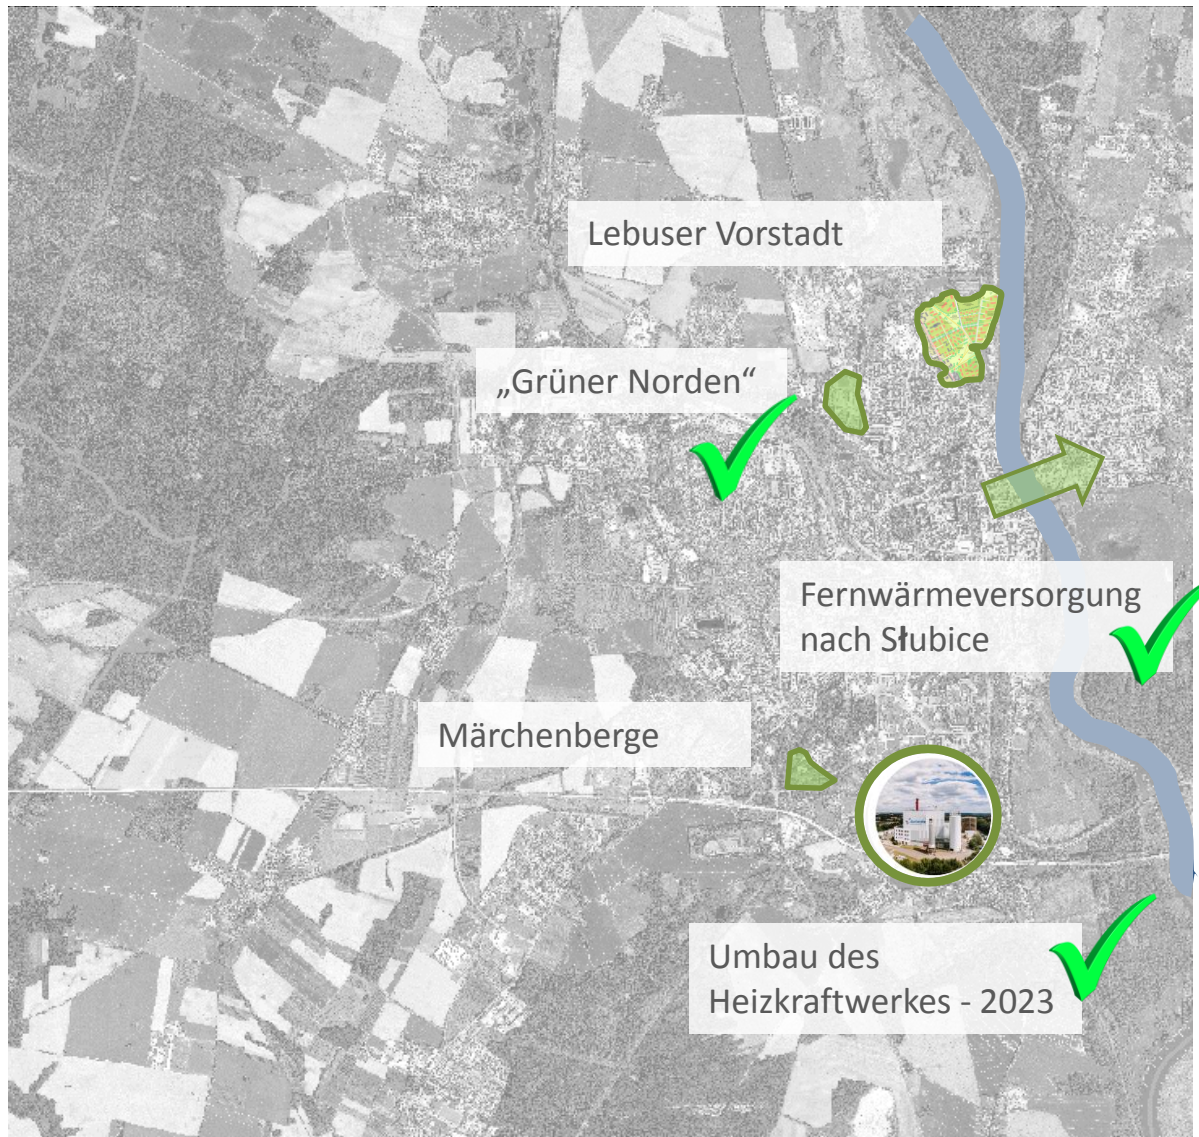 Lebuser Vorstadt
„Grüner Norden“
Fernwärmeversorgung
nach Słubice
Märchenberge
Umbau des
Heizkraftwerkes - 2023